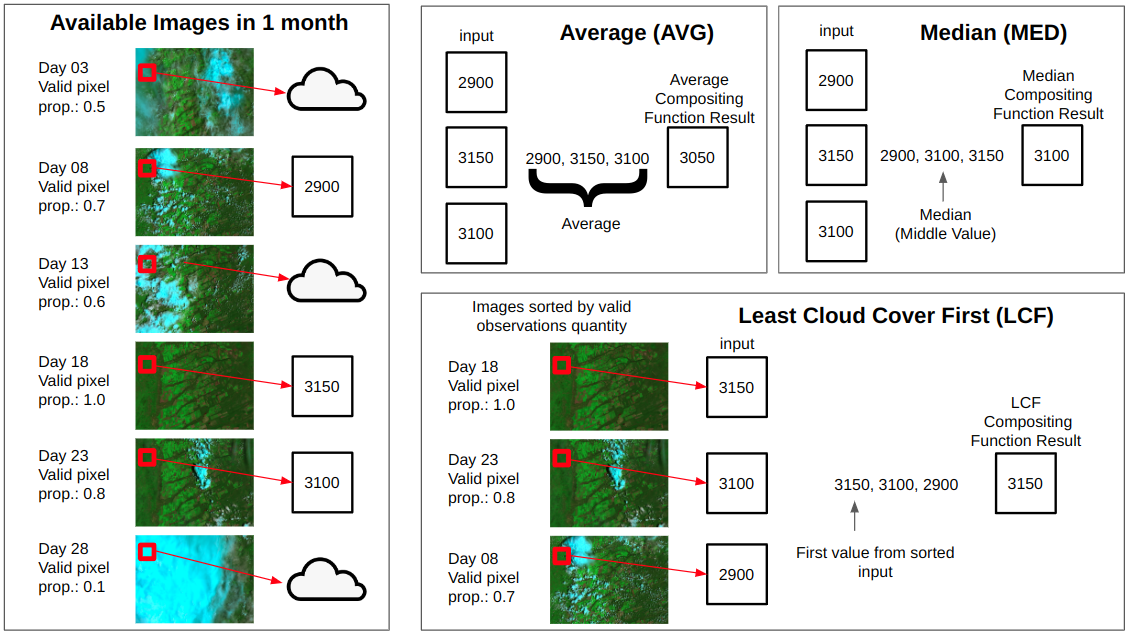 Available Images in 1 month
Day 03
Valid pixel
prop.: 0.5
Day 08
Valid pixel
prop.: 0.7
2900
Day 13
Valid pixel
prop.: 0.6
Day 18
Valid pixel
prop.: 1.0
3150
Day 23
Valid pixel
prop.: 0.8
3100
Day 28
Valid pixel
prop.: 0.1
Average (AVG)
input
2900
3150
3100
2900, 3150, 3100
Average
Average
Compositing
Function Result
3050
Median (MED)
input
2900
3150
3100
2900, 3100, 3150
Median
(Middle Value)
Median
Compositing
Function Result
3100
Least Cloud Cover First (LCF)
Images sorted by valid
observations quantity
input
Day 18
Valid pixel
prop.: 1.0
3150
Day 23
Valid pixel
prop.: 0.8
3100
Day 08
Valid pixel
prop.: 0.7
2900
3150, 3100, 2900
First value from sorted
input
LCF
Compositing
Function Result
3150